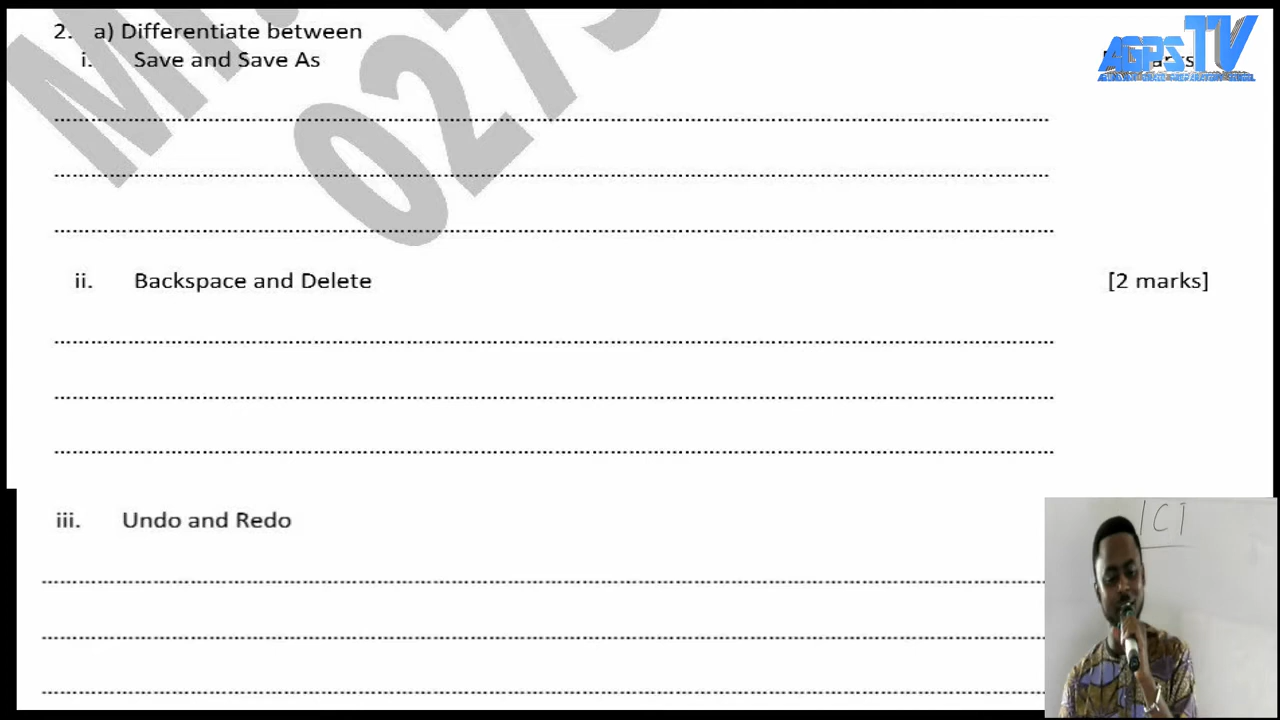 2. a) Differentiate between
i. Save and Save As
ii. Backspace and Delete [2 marks]
iii. Undo and Redo
AGPS TV
ICT